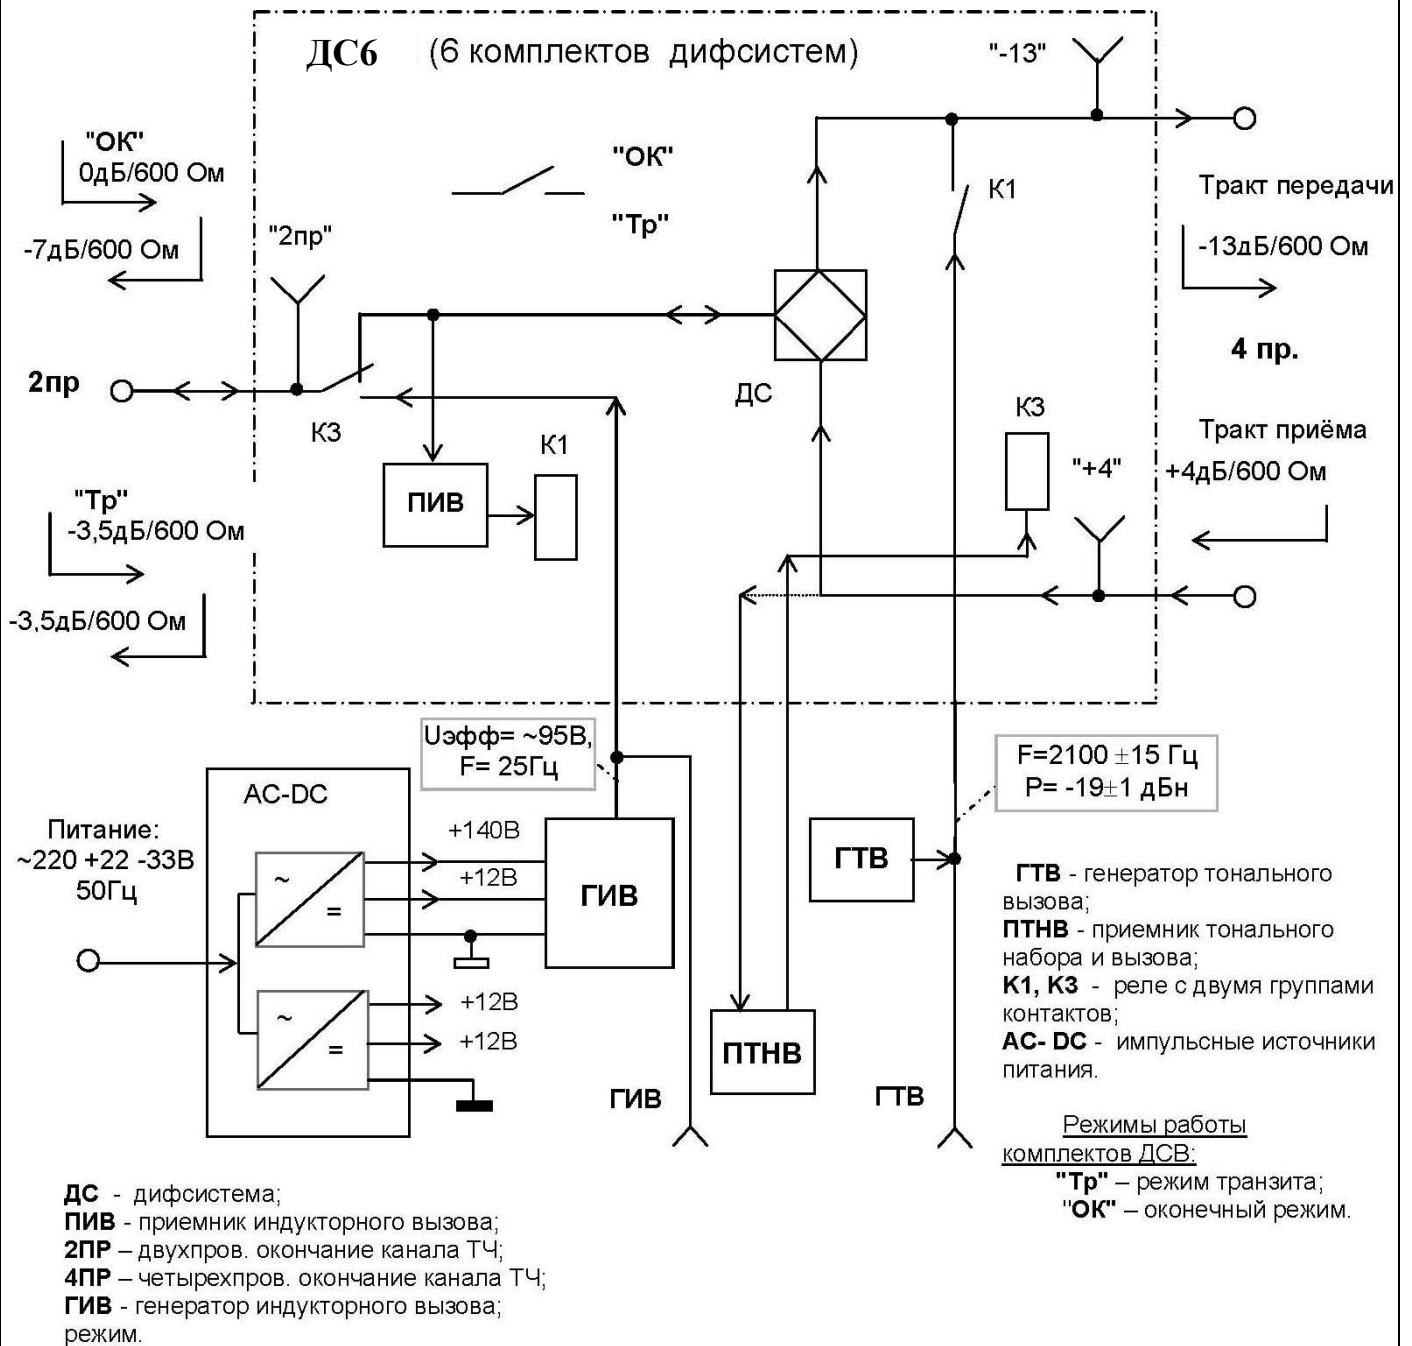 ДС6 (6 комплектов дифсистем)
"-13"
"ОК"
0дБ/600 Ом
-7дБ/600 Ом
"ОК"
"Тр"
К1
Тракт передачи
-13дБ/600 Ом
"2пр"
4 пр.
2пр
К3
ДС
К3
К1
Тракт приёма
"+4"
+4дБ/600 Ом
ПИВ
"Тр"
-3,5дБ/600 Ом
-3,5дБ/600 Ом
Uэфф= ~95В,
F= 25Гц
F=2100 ±15 Гц
P= -19±1 дБн
AC-DC
Питание:
~220 +22 -33В
50Гц
+140В
+12В
~
=
ГИВ
ГТВ
~
=
+12В
+12В
ПТНВ
ГИВ
ГТВ
ГТВ - генератор тонального
вызова;
ПТНВ - приемник тонального
набора и вызова;
К1, К3 - реле с двумя группами
контактов;
AC- DC - импульсные источники
питания.
Режимы работы
комплектов ДСВ:
"Тр" – режим транзита;
"ОК" – оконечный режим.
ДС - дифсистема;
ПИВ - приемник индукторного вызова;
2ПР – двухпров. окончание канала ТЧ;
4ПР – четырехпров. окончание канала ТЧ;
ГИВ - генератор индукторного вызова;
режим.